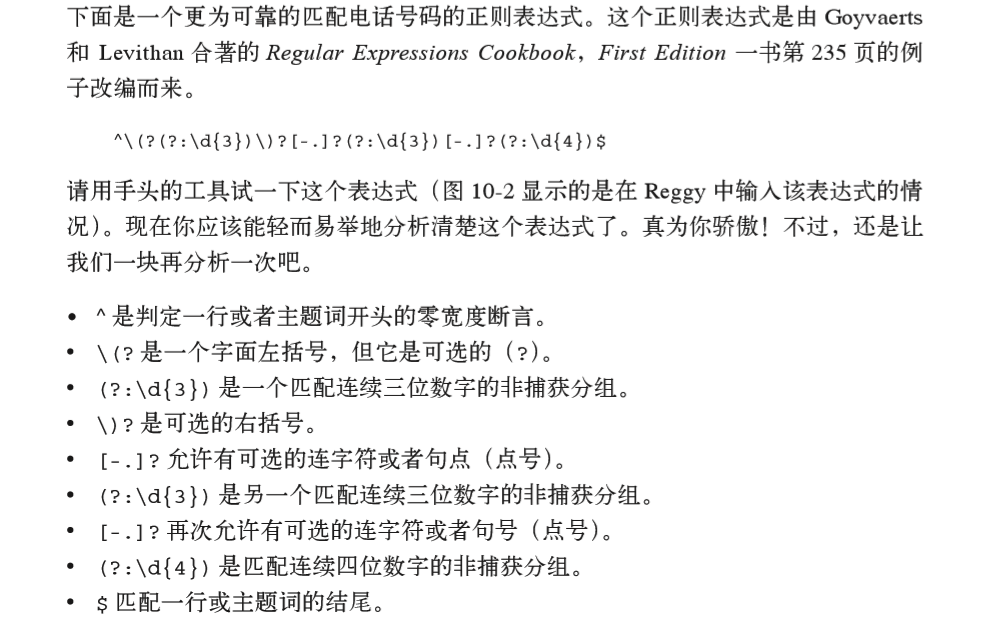 下面是一个更为可靠的匹配电话号码的正则表达式。这个正则表达式是由 Goyvaerts
和 Levithan 合著的 Regular Expressions Cookbook，First Edition 一书第 235 页的例
子改编而来。
^\(?(?:\d{3})\)?[-.]?(?:\d{3})[-.]?(?:\d{4})$
请用手头的工具试一下这个表达式（图 10-2 显示的是在 Reggy 中输入该表达式的情
况）。现在你应该能轻而易举地分析清楚这个表达式了。真为你骄傲！不过，还是让
我们一块再分析一次吧。
• ^ 是判定一行或者主题词开头的零宽度断言。
• \(? 是一个字面左括号，但它是可选的（?）。
• (?:\d{3}) 是一个匹配连续三位数字的非捕获分组。
• \)? 是可选的右括号。
• [-.]? 允许有可选的连字符或者句点（点号）。
• (?:\d{3}) 是另一个匹配连续三位数字的非捕获分组。
• [-.]? 再次允许有可选的连字符或者句号（点号）。
• (?:\d{4}) 是匹配连续四位数字的非捕获分组。
• $ 匹配一行或主题词的结尾。